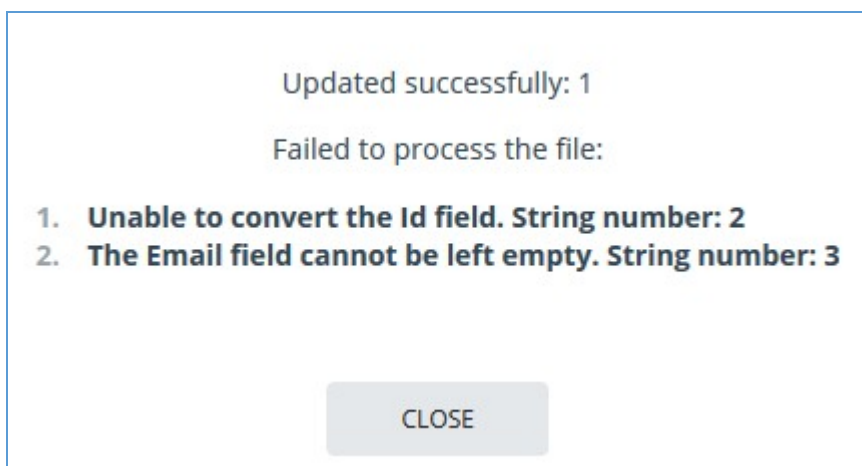 Updated successfully: 1
Failed to process the file:
1. Unable to convert the Id field. String number: 2
2. The Email field cannot be left empty. String number: 3
CLOSE